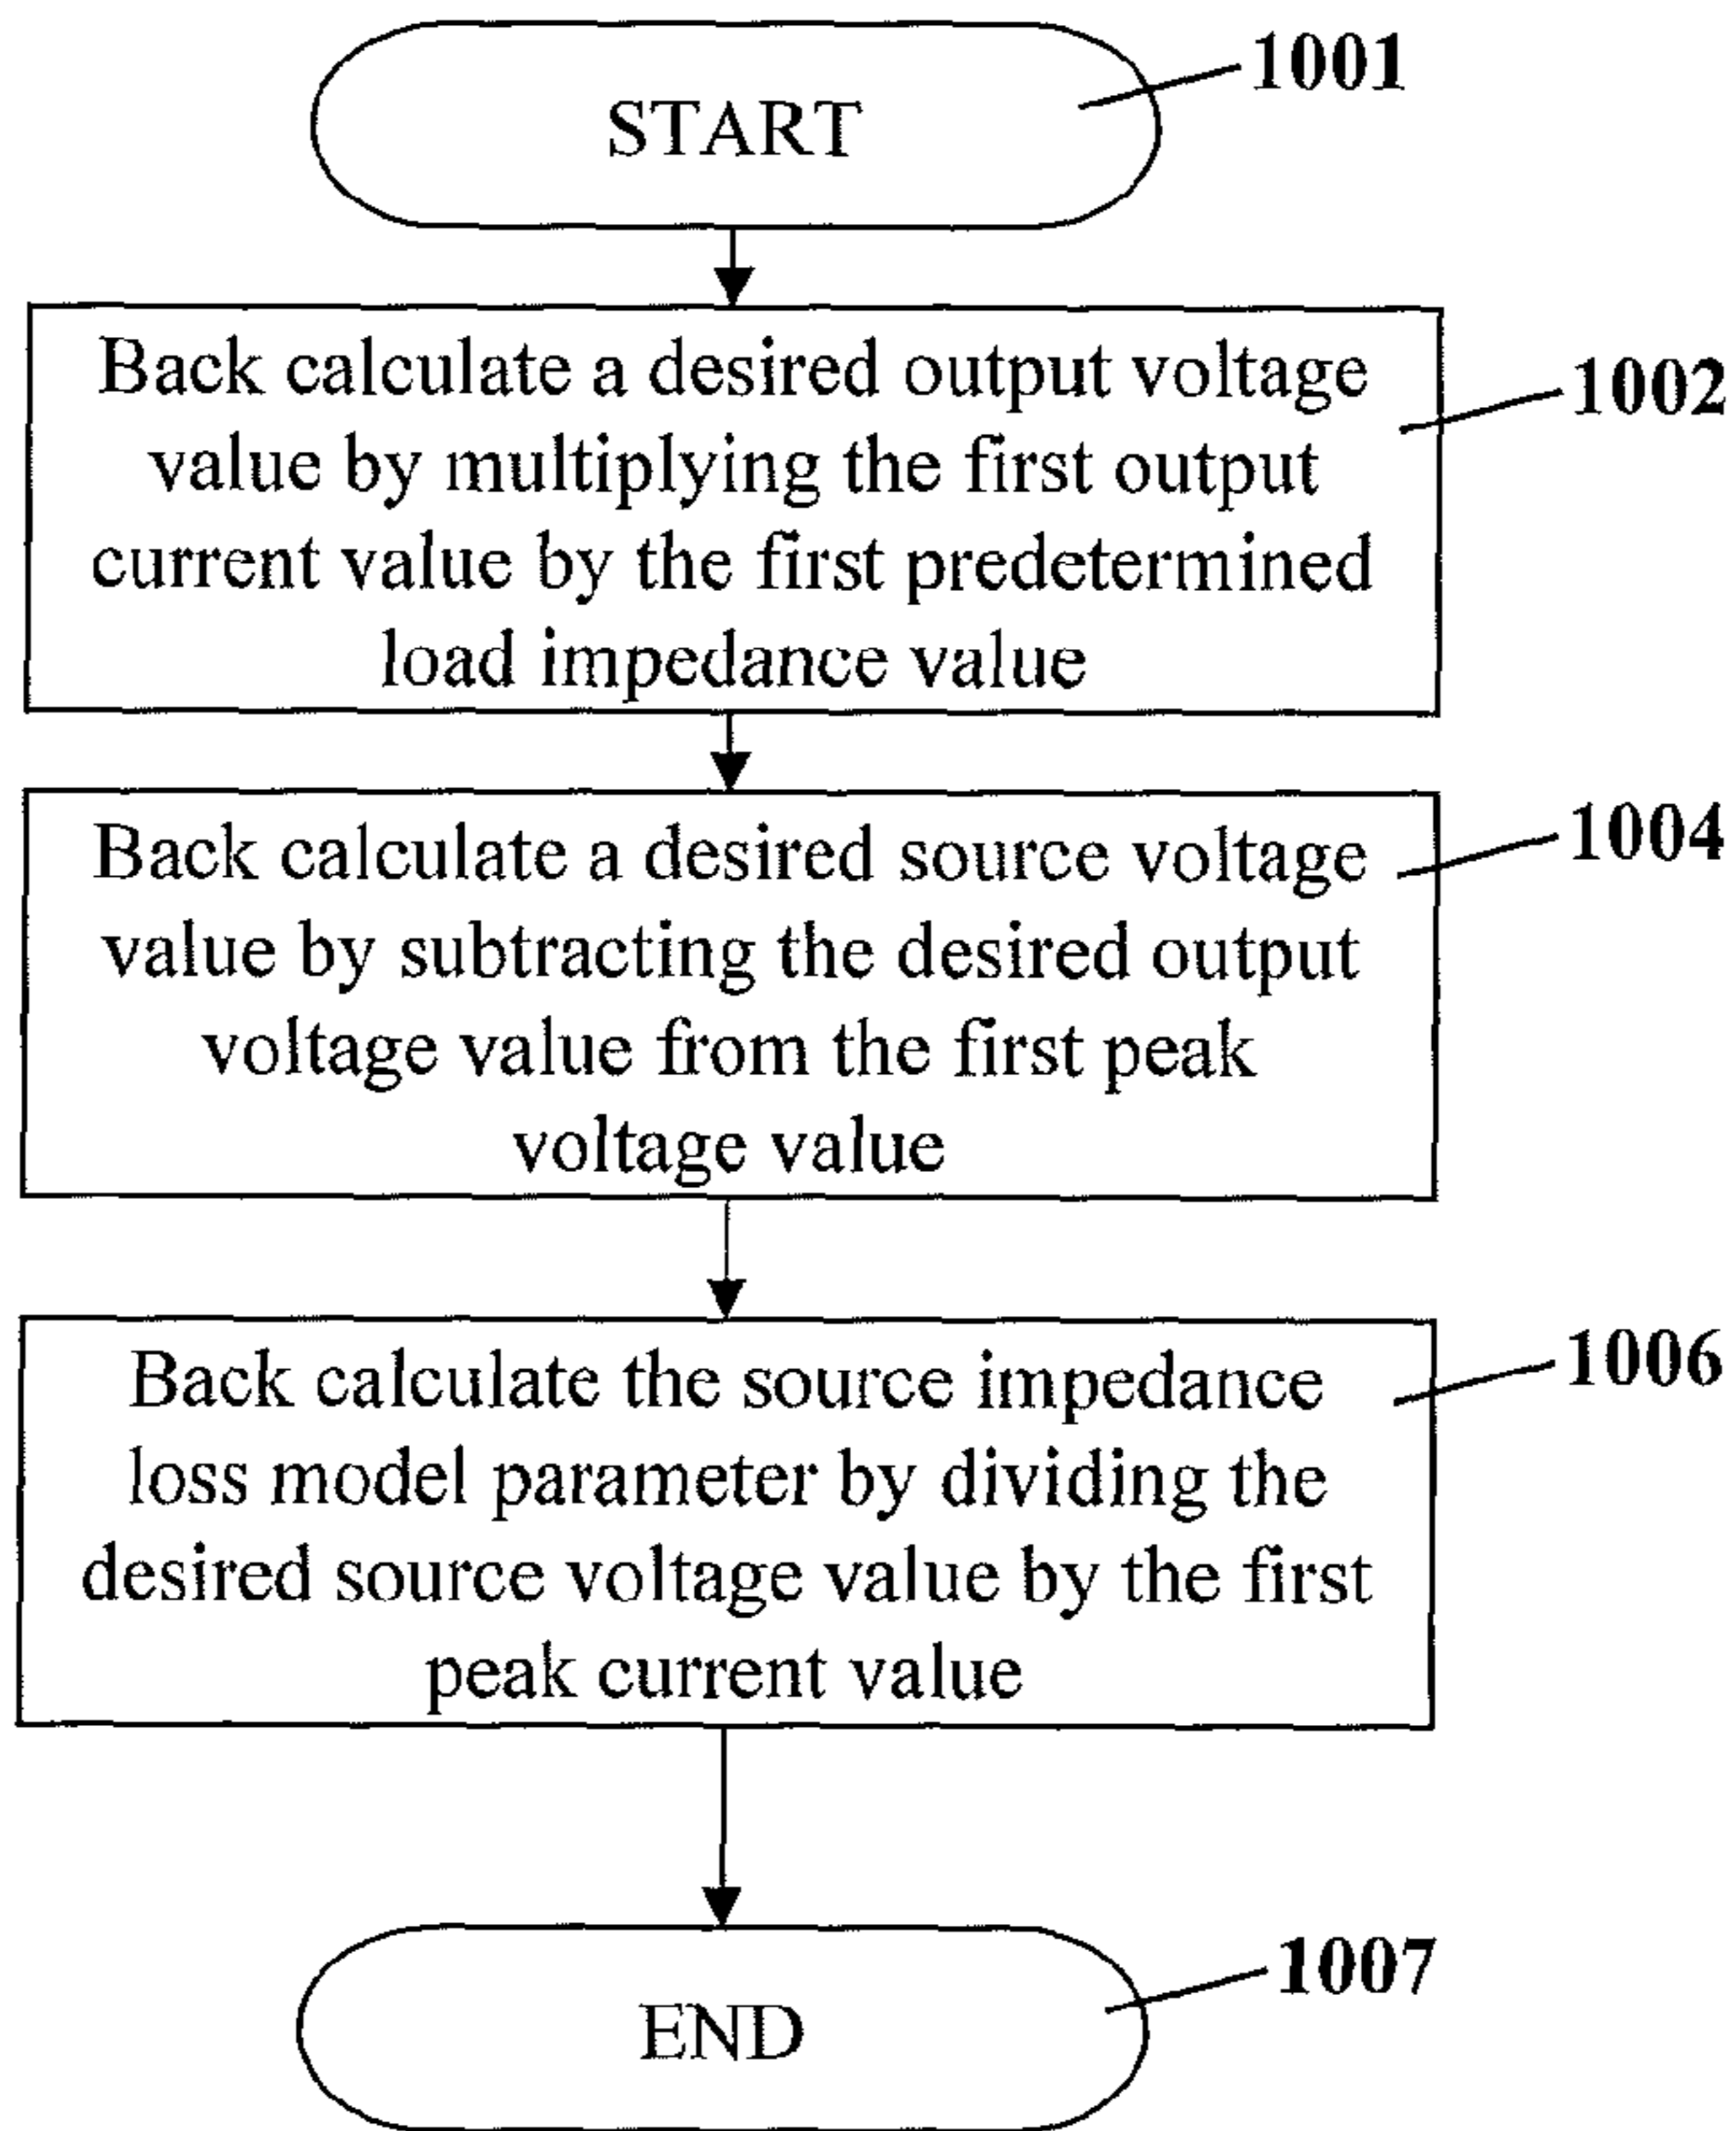 1001
START
Back calculate a desired output voltage
1002
value by multiplying the first output
current value by the first predetermined
load impedance value
Back calculate a desired source voltage
1004
value by subtracting the desired output
voltage value from the first peak
voltage value
Back calculate the source impedance
1006
loss model parameter by dividing the
desired source voltage value by the first
peak current value
1007
END